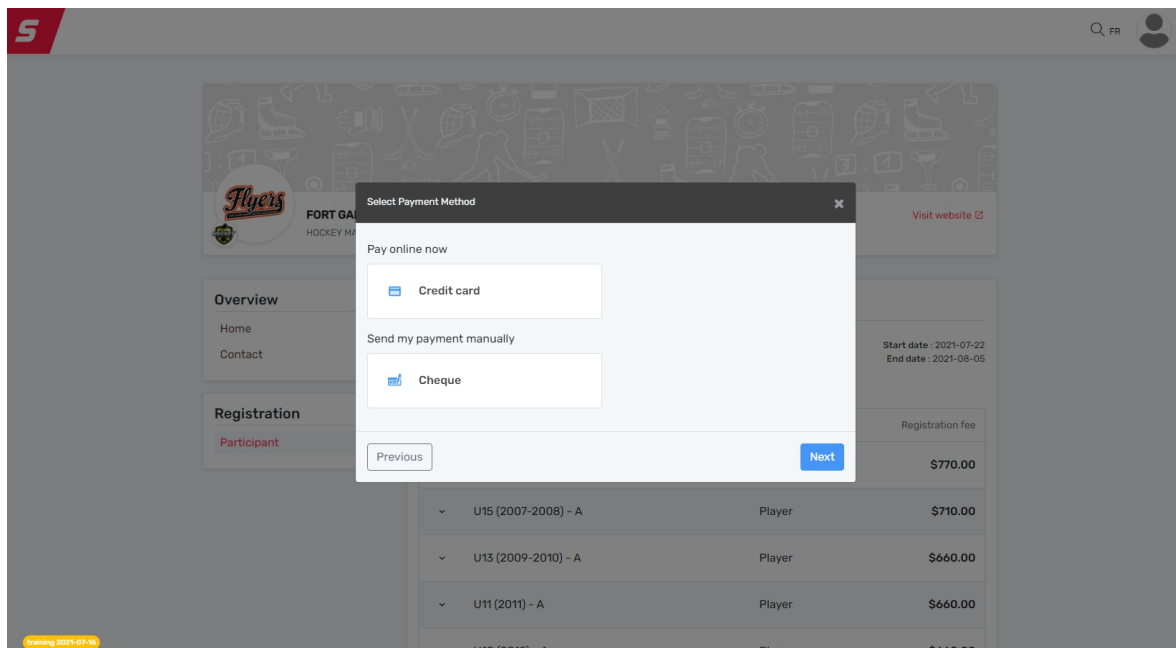 S
FR
Flyers
3:1
FORT GA
HOCKEY MA
Visit website
Select Payment Method
Pay online now
Credit card
Send my payment manually
Cheque
Previous
Next
Overview
Home
Contact
Registration
Participant
Start date : 2021-07-22
End date : 2021-08-05
Registration fee
$770.00
U15 (2007-2008) - A Player $710.00
U13 (2009-2010) - A Player $660.00
U11 (2011) - A Player $660.00
training 2021-07-16